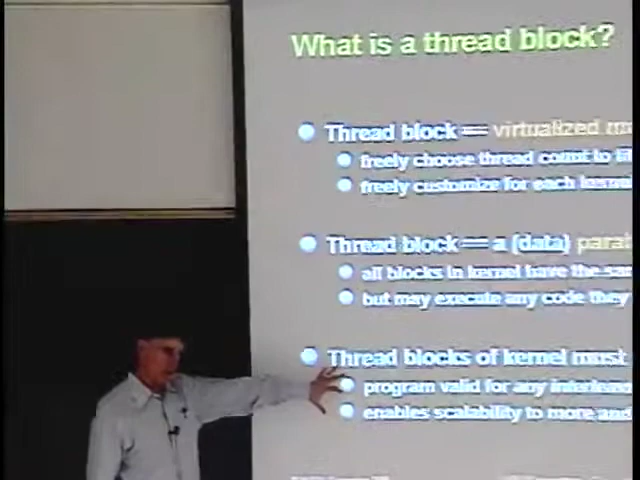 What is a thread block?
Thread block == virtualized
freely choose thread count to
freely customize for each
Thread block == a (data)
all blocks in kernel have the
but may execute any code they
Thread blocks of kernel must
program valid for any
enables scalability to more and